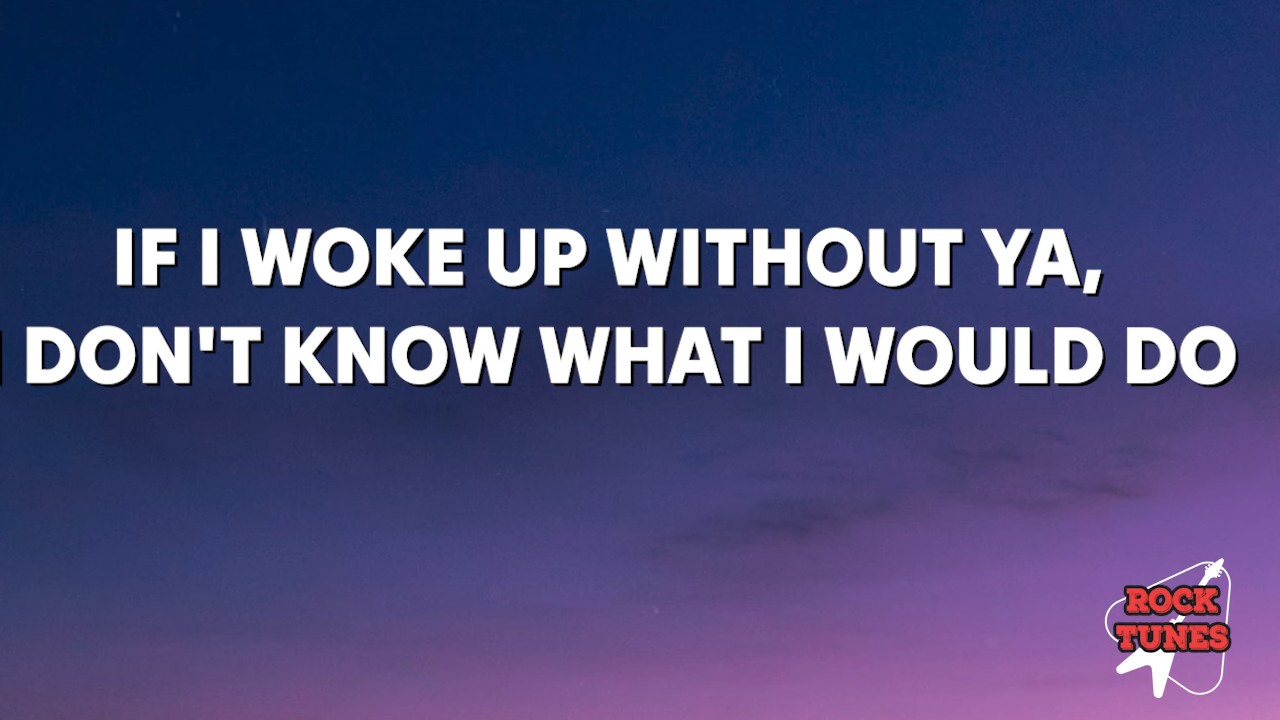 IF I WOKE UP WITHOUT YA,
DON'T KNOW WHAT I WOULD DO
ROCK
TUNES